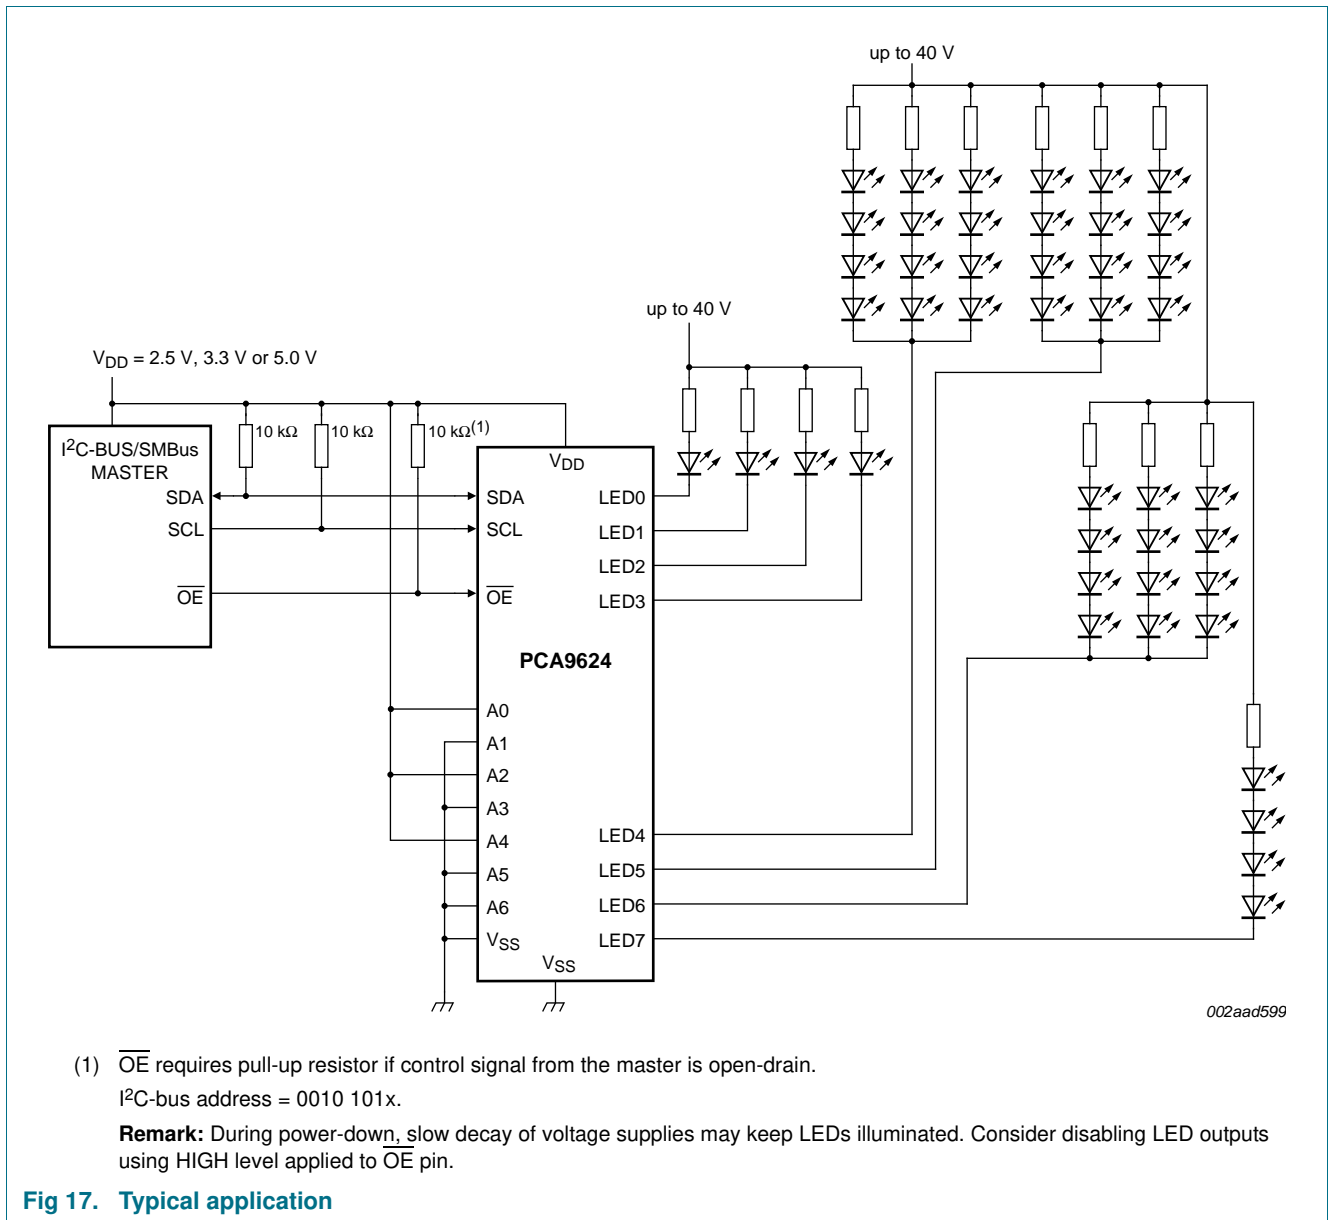 up to 40 V
up to 40 V
VDD = 2.5 V, 3.3 V or 5.0 V
10 kΩ
10 kΩ
10 kΩ(1)
I2C-BUS/SMBus
MASTER
SDA
SCL
OE
VDD
SDA
SCL
OE
PCA9624
A0
A1
A2
A3
A4
A5
A6
VSS
VSS
LED0
LED1
LED2
LED3
LED4
LED5
LED6
LED7
002aad599
(1) OE requires pull-up resistor if control signal from the master is open-drain.
I2C-bus address = 0010 101x.
Remark: During power-down, slow decay of voltage supplies may keep LEDs illuminated. Consider disabling LED outputs
using HIGH level applied to OE pin.
Fig 17. Typical application